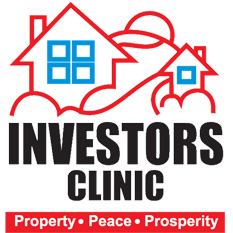 INVESTORS
CLINIC
Property • Peace • Prosperity